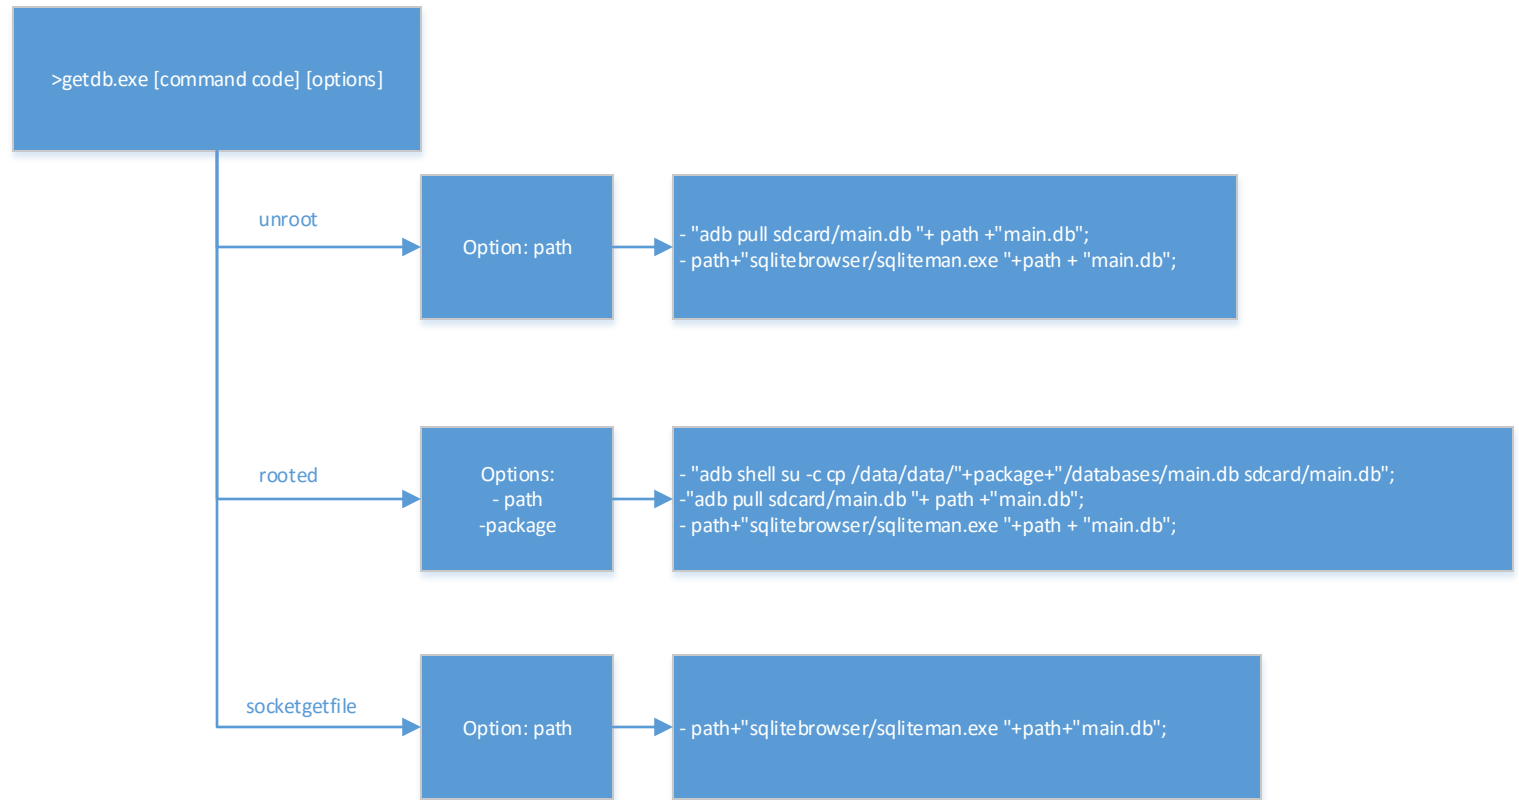 >getdb.exe [command code] [options]
unroot
Option: path
- "adb pull sdcard/main.db "+ path +"main.db";
- path+"sqlitebrowser/sqliteman.exe "+path + "main.db";
rooted
Options:
- path
-package
- "adb shell su -c cp /data/data/"+package+"/databases/main.db sdcard/main.db";
-"adb pull sdcard/main.db "+ path +"main.db";
- path+"sqlitebrowser/sqliteman.exe "+path + "main.db";
socketgetfile
Option: path
- path+"sqlitebrowser/sqliteman.exe "+path+"main.db";